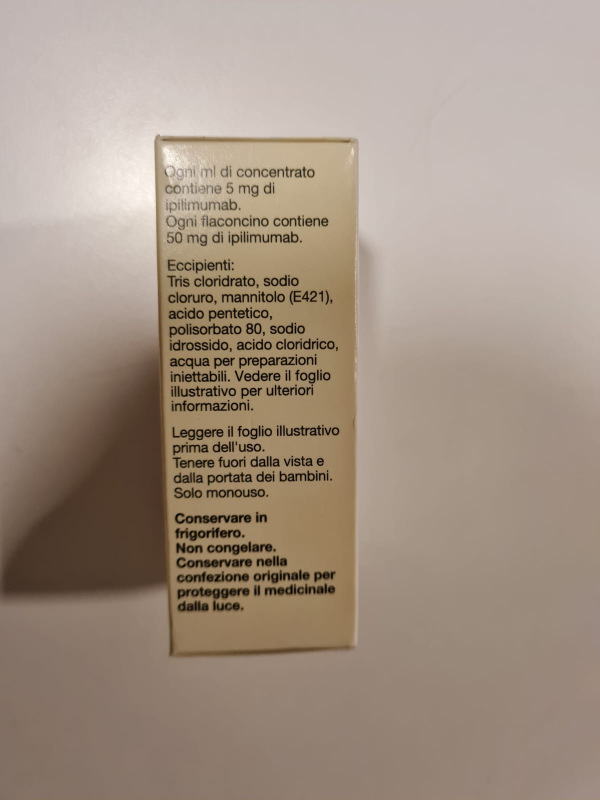 Ogni ml di concentrato
contiene 5 mg di
ipilimumab.
Ogni flaconcino contiene
50 mg di ipilimumab.
Eccipienti:
Tris cloridrato, sodio
cloruro, mannitolo (E421),
acido pentetico,
polisorbato 80, sodio
idrossido, acido cloridrico,
acqua per preparazioni
iniettabili. Vedere il foglio
illustrativo per ulteriori
informazioni.
Leggere il foglio illustrativo
prima dell'uso.
Tenere fuori dalla vista e
dalla portata dei bambini.
Solo monouso.
Conservare in
frigorifero.
Non congelare.
Conservare nella
confezione originale per
proteggere il medicinale
dalla luce.